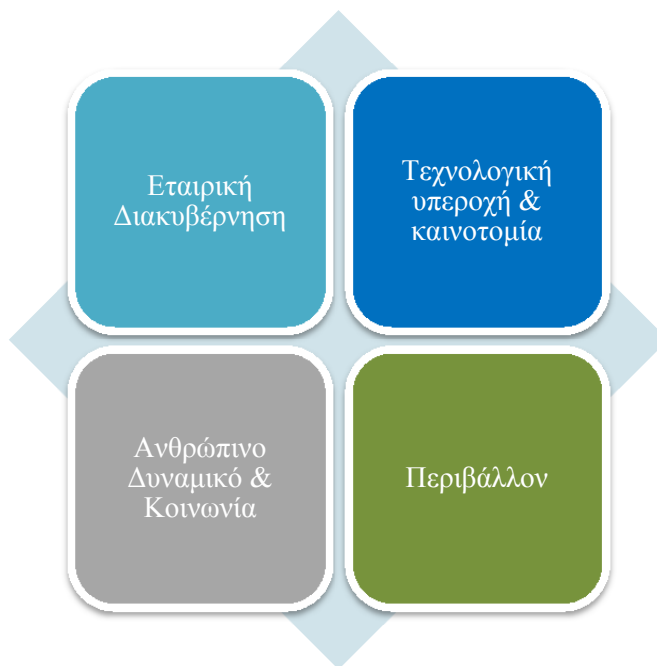 Εταιρική
Διακυβέρνηση
Τεχνολογική
υπεροχή &
καινοτομία
Ανθρώπινο
Δυναμικό &
Κοινωνία
Περιβάλλον